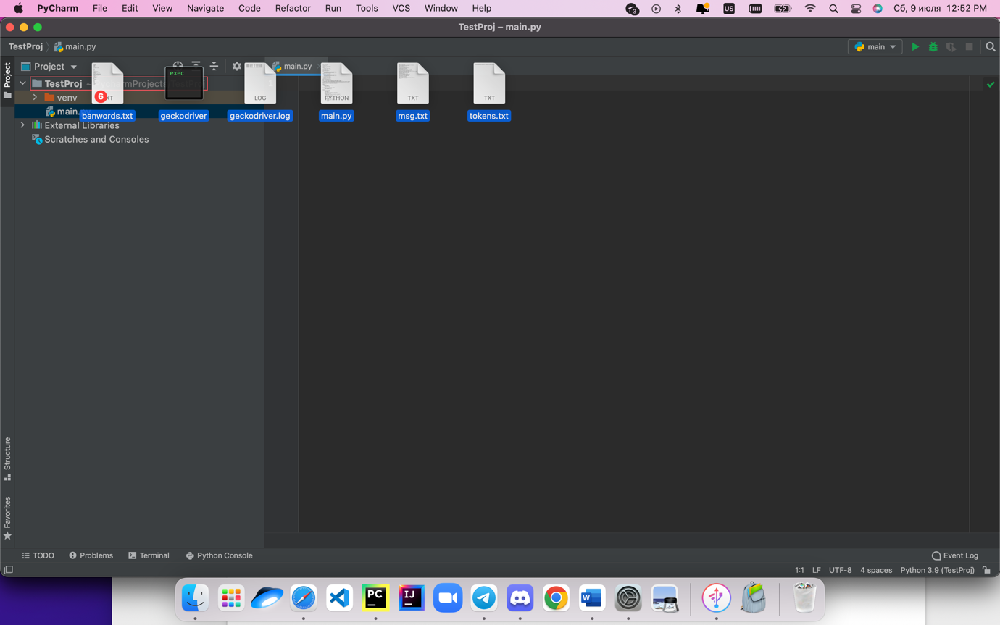 PyCharm File Edit View Navigate Code Refactor Run Tools VCS Window Help 3 US Сб, 9 июля 12:52 PM
TestProj – main.py
TestProj main.py main
Project main.py
Project
exec
TestProj
6 XT LOG PYTHON TXT TXT
venv
main.
banwords.txt geckodriver geckodriver.log main.py msg.txt tokens.txt
External Libraries
Scratches and Consoles
Structure
Favorites
TODO Problems Terminal Python Console Event Log
1:1 LF UTF-8 4 spaces Python 3.9 (TestProj)
PC IJ W